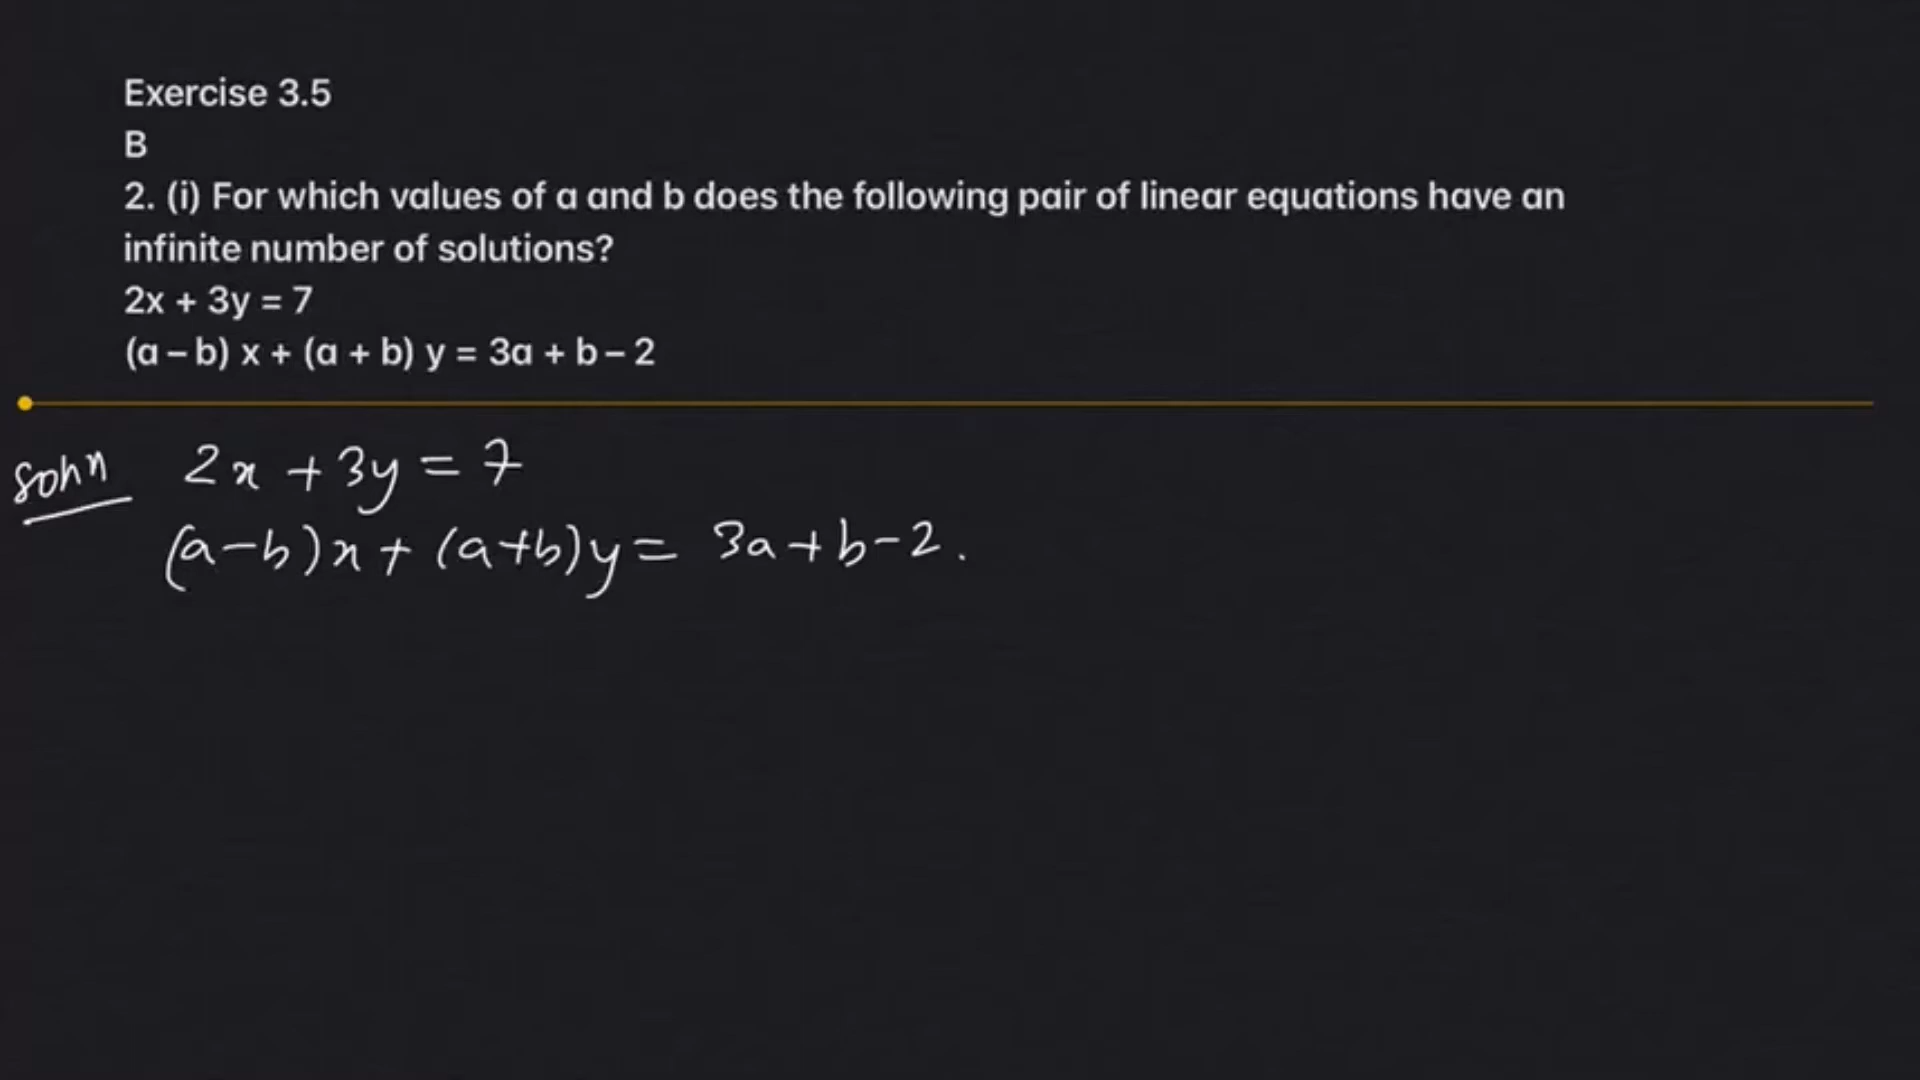 Exercise 3.5
B
2. (i) For which values of a and b does the following pair of linear equations have an
infinite number of solutions?
2x + 3y = 7
(a – b) x + (a + b) y = 3a + b – 2
Sohn 2x + 3y = 7
(a-b)x + (a+b)y = 3a+b-2.